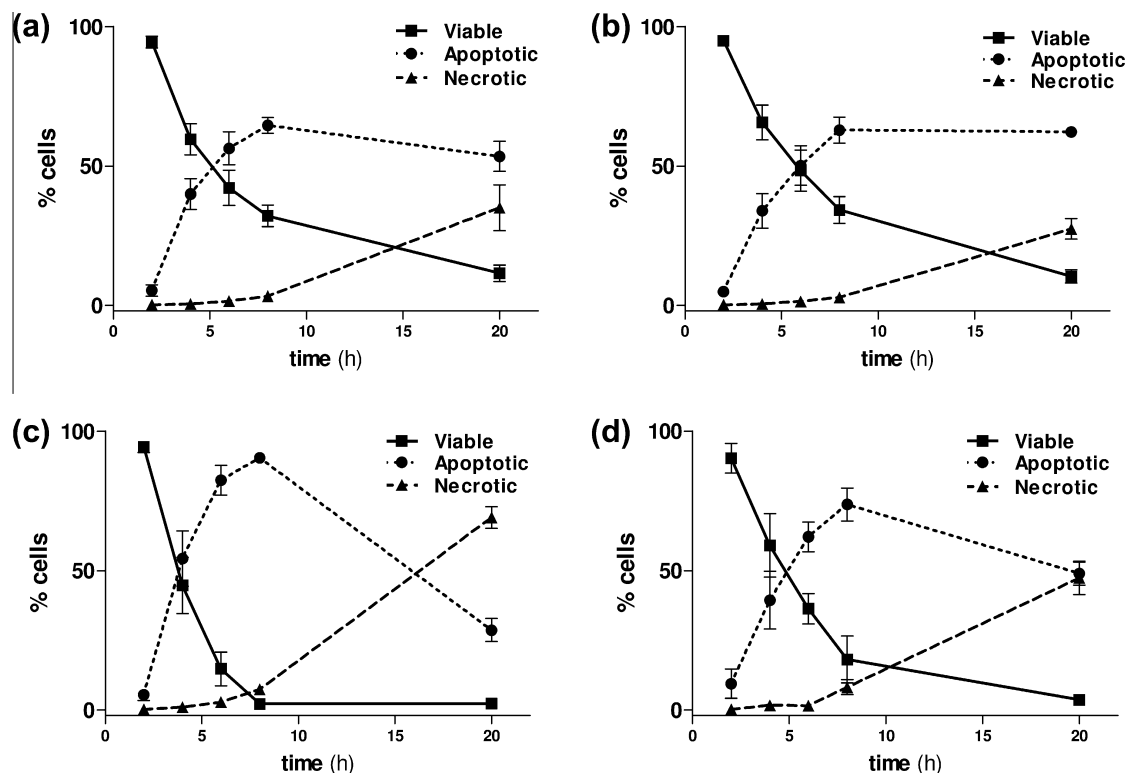 (a)
100
50
0
% cells
Viable
Apoptotic
Necrotic
0 5 10 15 20
time (h)
(b)
100
50
0
% cells
Viable
Apoptotic
Necrotic
0 5 10 15 20
time (h)
(c)
100
50
0
% cells
Viable
Apoptotic
Necrotic
0 5 10 15 20
time (h)
(d)
100
50
0
% cells
Viable
Apoptotic
Necrotic
0 5 10 15 20
time (h)